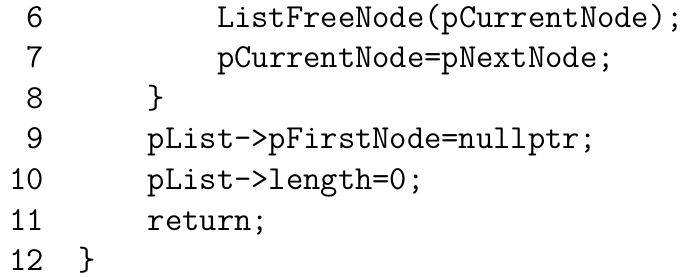 6 ListFreeNode(pCurrentNode);
7 pCurrentNode=pNextNode;
8 }
9 pList->pFirstNode=nullptr;
10 pList->length=0;
11 return;
12 }